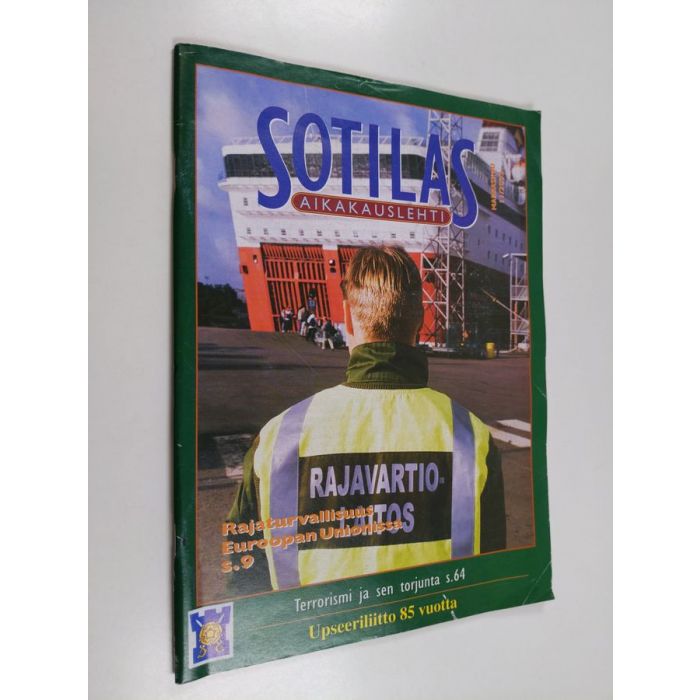 SOTILAS
AIKAKAUSLEHTI
RAJAVARTIO-
LAITOS
Rajaturvallisuus
Euroopan Unionissa
s.9
Terrorismi ja sen torjunta s.64
Upseeriliitto 85 vuotta